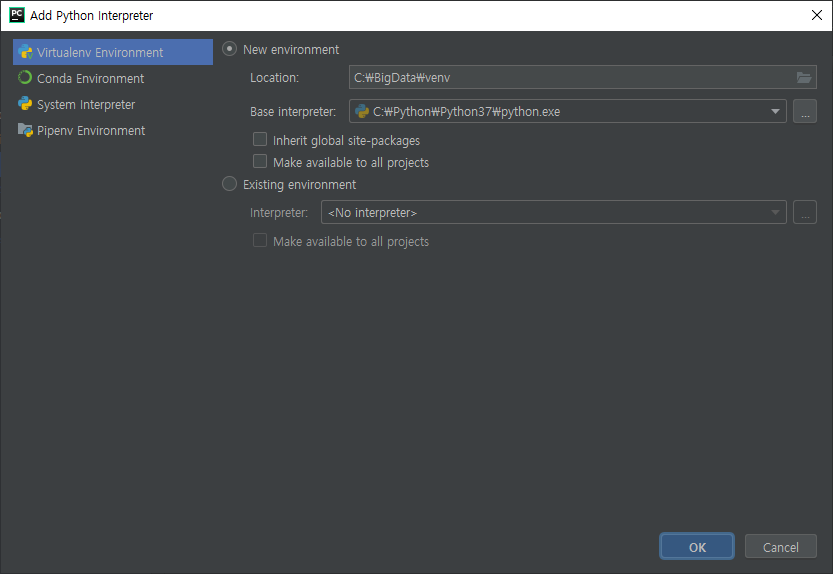 PC Add Python Interpreter
Virtualenv Environment
Conda Environment
System Interpreter
Pipenv Environment
New environment
Location: C:₩BigData₩venv
Base interpreter: C:₩Python₩Python37₩python.exe ...
Inherit global site-packages
Make available to all projects
Existing environment
Interpreter: <No interpreter> ...
Make available to all projects
OK Cancel